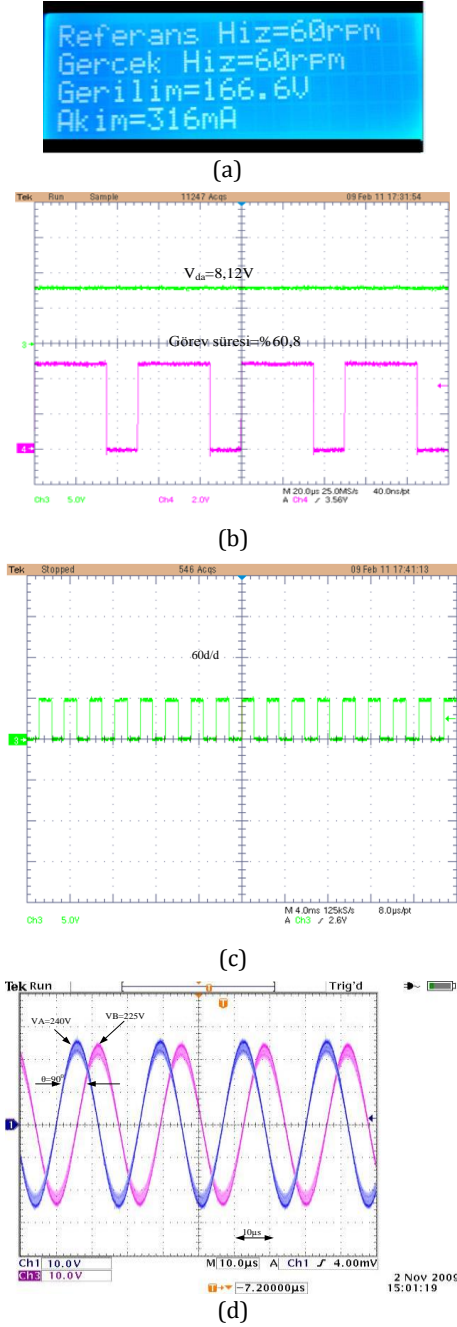 Referans Hiz=60rpm
Gercek Hiz=60rpm
Gerilim=166.6V
Akim=316mA
(a)
Tek Run Sample 11247 Acqs 09 Feb 11 17:31:54
Vda=8,12V
3
Görev süresi=%60,8
4
M 20.0µs 25.0MS/s 40.0ns/pt
Ch3 5.0V Ch4 2.0V A Ch4 / 3.56V
(b)
Tek Stopped 546 Acqs 09 Feb 11 17:41:13
60d/d
3
M 4.0ms 125kS/s 8.0µs/pt
Ch3 5.0V A Ch3 / 2.6V
(c)
Tek Run Trig'd
T
T
VA=240V VB=225V
θ=90°
1
10µs
Ch1 10.0V M 10.0µs A Ch1 ∫ 4.00mV
Ch3 10.0V
2 Nov 2009
T -7.20000µs 15:01:19
(d)